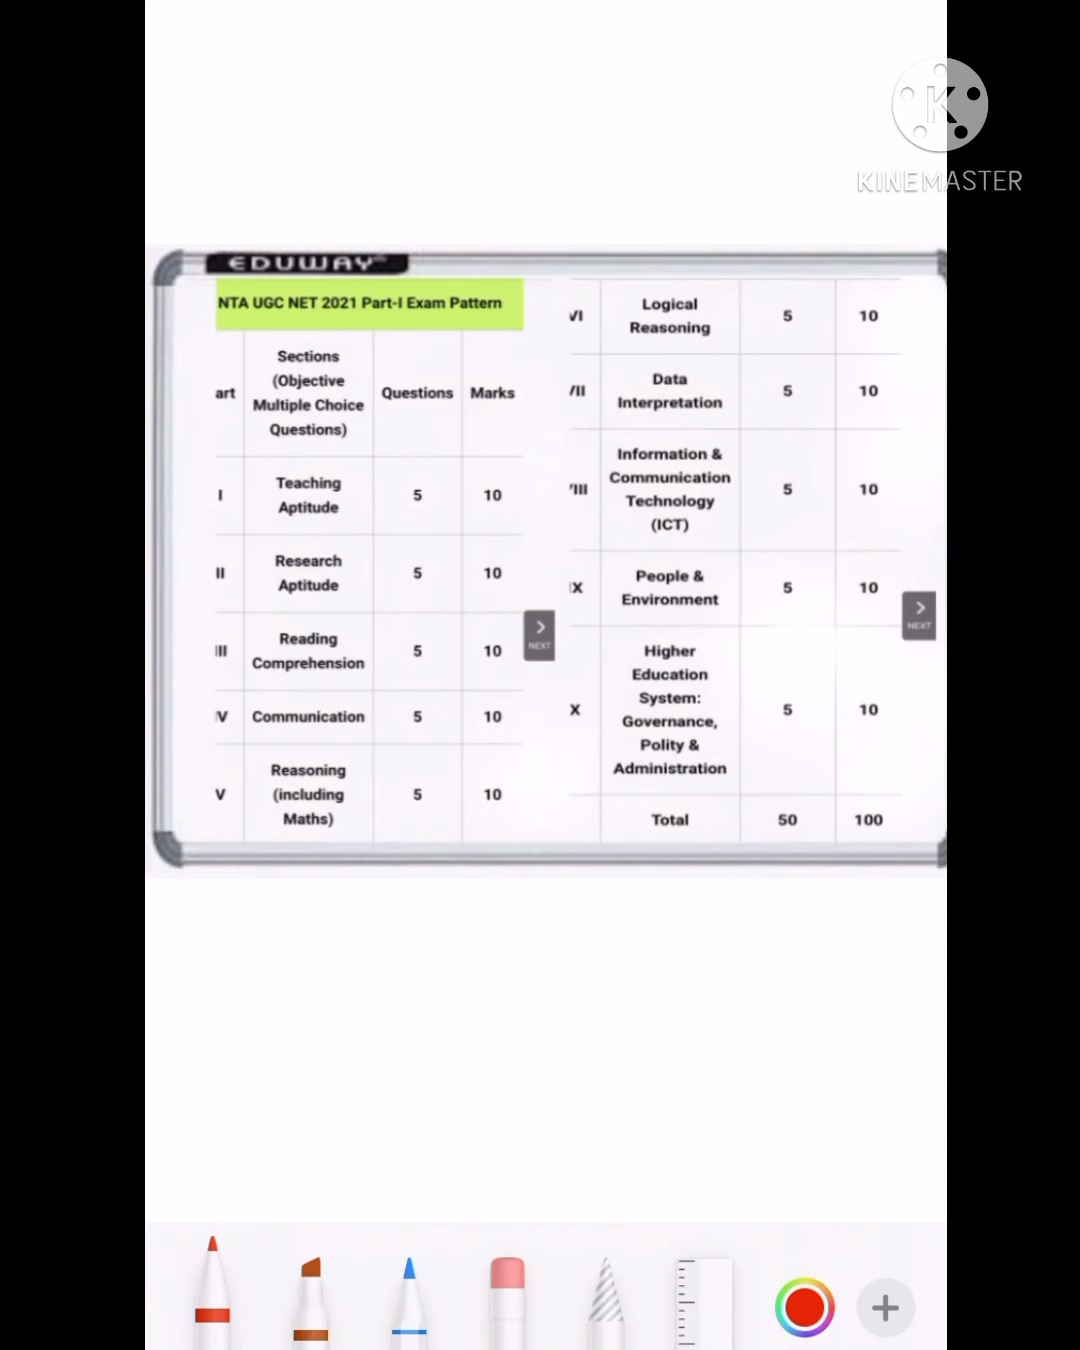 KINEMASTER
EDUWAY
NTA UGC NET 2021 Part-I Exam Pattern
art
Sections
(Objective
Multiple Choice
Questions)
Questions
Marks
I
Teaching
Aptitude
5
10
II
Research
Aptitude
5
10
III
Reading
Comprehension
5
10
V
Communication
5
10
V
Reasoning
(including
Maths)
5
10
NEXT
VI
Logical
Reasoning
5
10
VII
Data
Interpretation
5
10
VIII
Information &
Communication
Technology
(ICT)
5
10
IX
People &
Environment
5
10
X
Higher
Education
System:
Governance,
Polity &
Administration
5
10
Total
50
100
NEXT